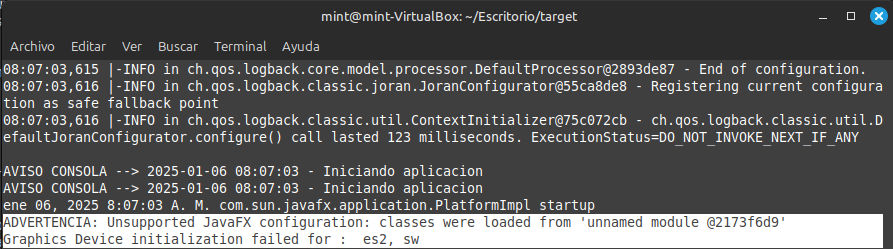 mint@mint-VirtualBox: ~/Escritorio/target
Archivo Editar Ver Buscar Terminal Ayuda
08:07:03,615 |-INFO in ch.qos.logback.core.model.processor.DefaultProcessor@2893de87 - End of configuration.
08:07:03,616 |-INFO in ch.qos.logback.classic.joran.JoranConfigurator@55ca8de8 - Registering current configura
tion as safe fallback point
08:07:03,616 |-INFO in ch.qos.logback.classic.util.ContextInitializer@75c072cb - ch.qos.logback.classic.util.D
efaultJoranConfigurator.configure() call lasted 123 milliseconds. ExecutionStatus=DO_NOT_INVOKE_NEXT_IF_ANY
AVISO CONSOLA --> 2025-01-06 08:07:03 - Iniciando aplicacion
AVISO CONSOLA --> 2025-01-06 08:07:03 - Iniciando aplicacion
ene 06, 2025 8:07:03 A. M. com.sun.javafx.application.PlatformImpl startup
ADVERTENCIA: Unsupported JavaFX configuration: classes were loaded from 'unnamed module @2173f6d9'
Graphics Device initialization failed for :  es2, sw